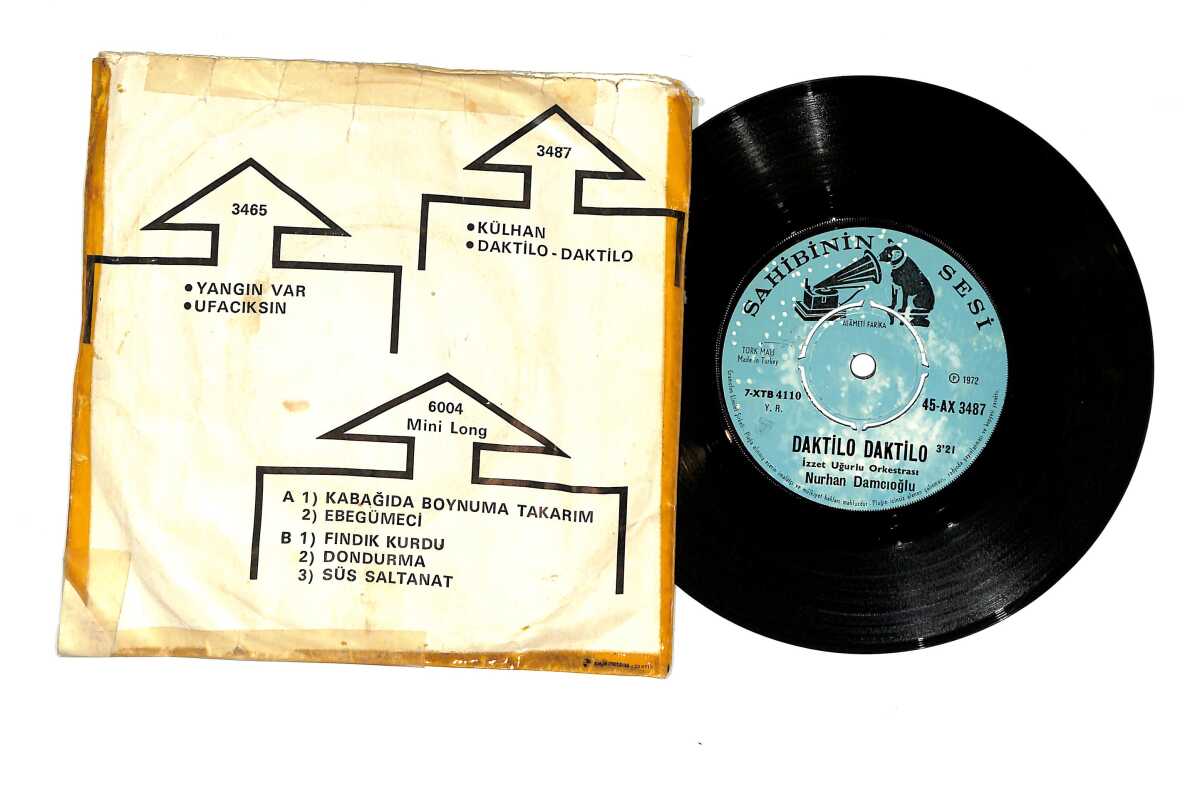 3465
• YANGIN VAR
• UFACIKSIN
3487
• KÜLHAN
• DAKTİLO - DAKTİLO
6004
Mini Long
A 1) KABAĞIDA BOYNUMA TAKARIM
2) EBEGÜMECİ
B 1) FINDIK KURDU
2) DONDURMA
3) SÜS SALTANAT
SAHİBİNİN SESİ
ALÂMETİ FARİKA
TÜRK MALI
Made in Turkey
7-XTB 4110
Y. R.
℗ 1972
45-AX 3487
DAKTİLO DAKTİLO 3'21
İzzet Uğurlu Orkestrası
Nurhan Damcıoğlu